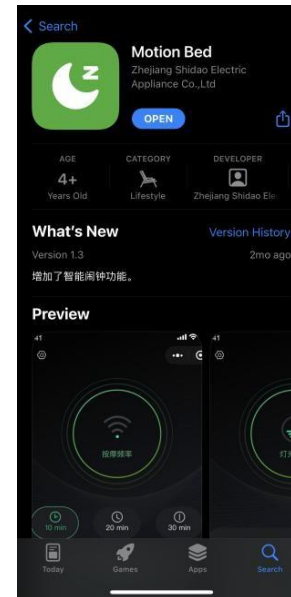 Search
z
Motion Bed
Zhejiang Shidao Electric
Appliance Co.,Ltd
OPEN
AGE
CATEGORY
DEVELOPER
4+
Years Old
Lifestyle
Zhejiang Shidao Ele
What's New
Version History
Version 1.3
2mo ago
增加了智能闹钟功能。
Preview
41
41
按摩频率
10 min
20 min
30 min
Today
Games
Apps
Search